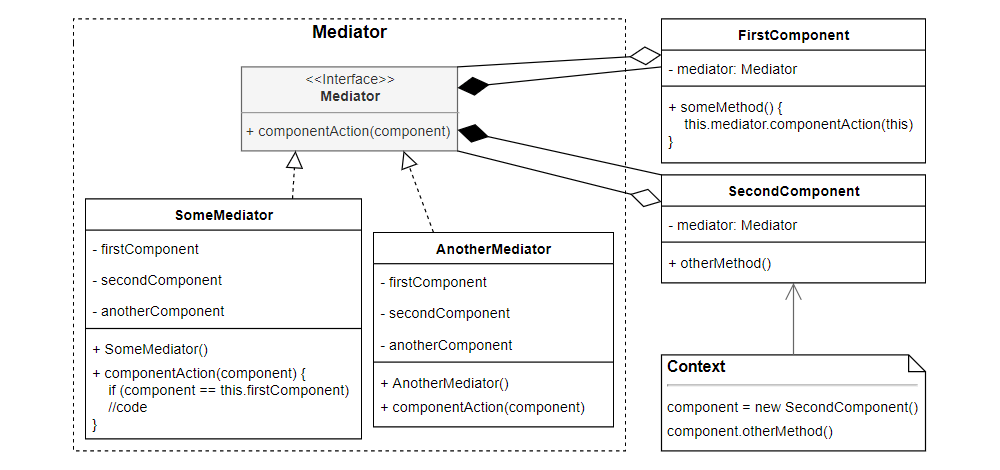 Mediator
<<Interface>>
Mediator
+ componentAction(component)
SomeMediator
- firstComponent
- secondComponent
- anotherComponent
+ SomeMediator()
+ componentAction(component) {
if (component == this.firstComponent)
//code
}
AnotherMediator
- firstComponent
- secondComponent
- anotherComponent
+ AnotherMediator()
+ componentAction(component)
FirstComponent
- mediator: Mediator
+ someMethod() {
this.mediator.componentAction(this)
}
SecondComponent
- mediator: Mediator
+ otherMethod()
Context
component = new SecondComponent()
component.otherMethod()